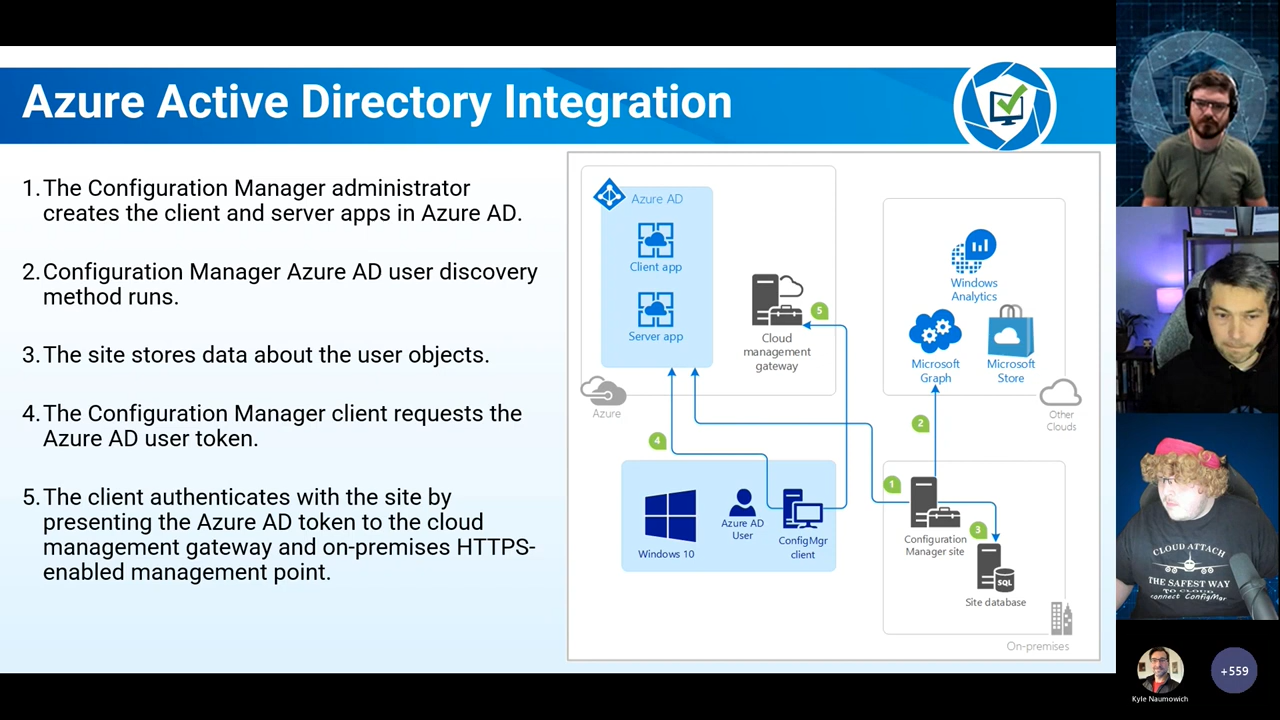 Azure Active Directory Integration
1. The Configuration Manager administrator
creates the client and server apps in Azure AD.
2. Configuration Manager Azure AD user discovery
method runs.
3. The site stores data about the user objects.
4. The Configuration Manager client requests the
Azure AD user token.
5. The client authenticates with the site by
presenting the Azure AD token to the cloud
management gateway and on-premises HTTPS-
enabled management point.
Azure AD
Client app
Server app
Cloud
management
gateway
5
Azure
Windows
Analytics
Microsoft
Graph
Microsoft
Store
Other
Clouds
4
2
Windows 10
Azure AD
User
ConfigMgr
client
1
Configuration
Manager site
3
SQL
Site database
On-premises
CLOUD ATTACH
THE SAFEST WAY
TO CLOUD
connect ConfigMgr
Kyle Naumowich
+559